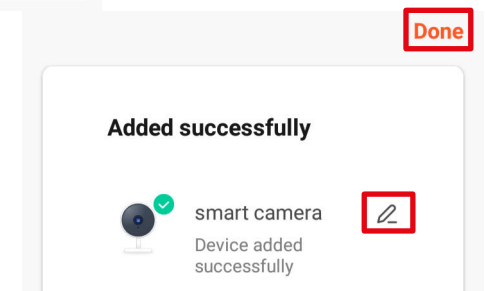 Done
Added successfully
smart camera
Device added
successfully